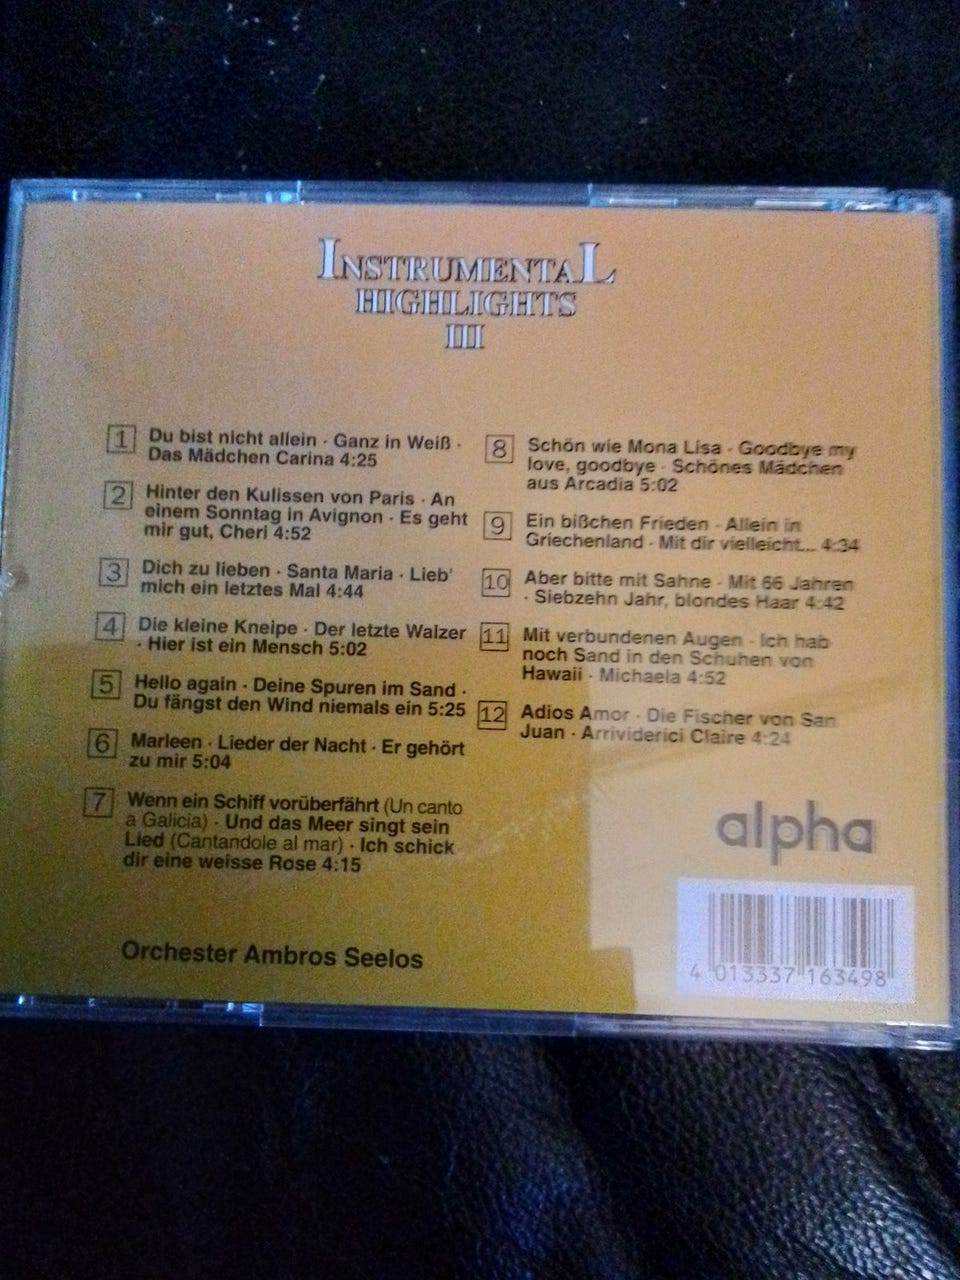 INSTRUMENTAL
HIGHLIGHTS
III
1 Du bist nicht allein · Ganz in Weiß ·
Das Mädchen Carina 4:25
2 Hinter den Kulissen von Paris · An
einem Sonntag in Avignon · Es geht
mir gut, Cheri 4:52
3 Dich zu lieben · Santa Maria · Lieb'
mich ein letztes Mal 4:44
4 Die kleine Kneipe · Der letzte Walzer
· Hier ist ein Mensch 5:02
5 Hello again · Deine Spuren im Sand ·
Du fängst den Wind niemals ein 5:25
6 Marleen · Lieder der Nacht · Er gehört
zu mir 5:04
7 Wenn ein Schiff vorüberfährt (Un canto
a Galicia) · Und das Meer singt sein
Lied (Cantandole al mar) · Ich schick
dir eine weisse Rose 4:15
8 Schön wie Mona Lisa · Goodbye my
love, goodbye · Schönes Mädchen
aus Arcadia 5:02
9 Ein bißchen Frieden · Allein in
Griechenland · Mit dir vielleicht... 4:34
10 Aber bitte mit Sahne · Mit 66 Jahren
· Siebzehn Jahr, blondes Haar 4:42
11 Mit verbundenen Augen · Ich hab
noch Sand in den Schuhen von
Hawaii · Michaela 4:52
12 Adios Amor · Die Fischer von San
Juan · Arrividerici Claire 4:24
Orchester Ambros Seelos
alpha
4 013337 163498